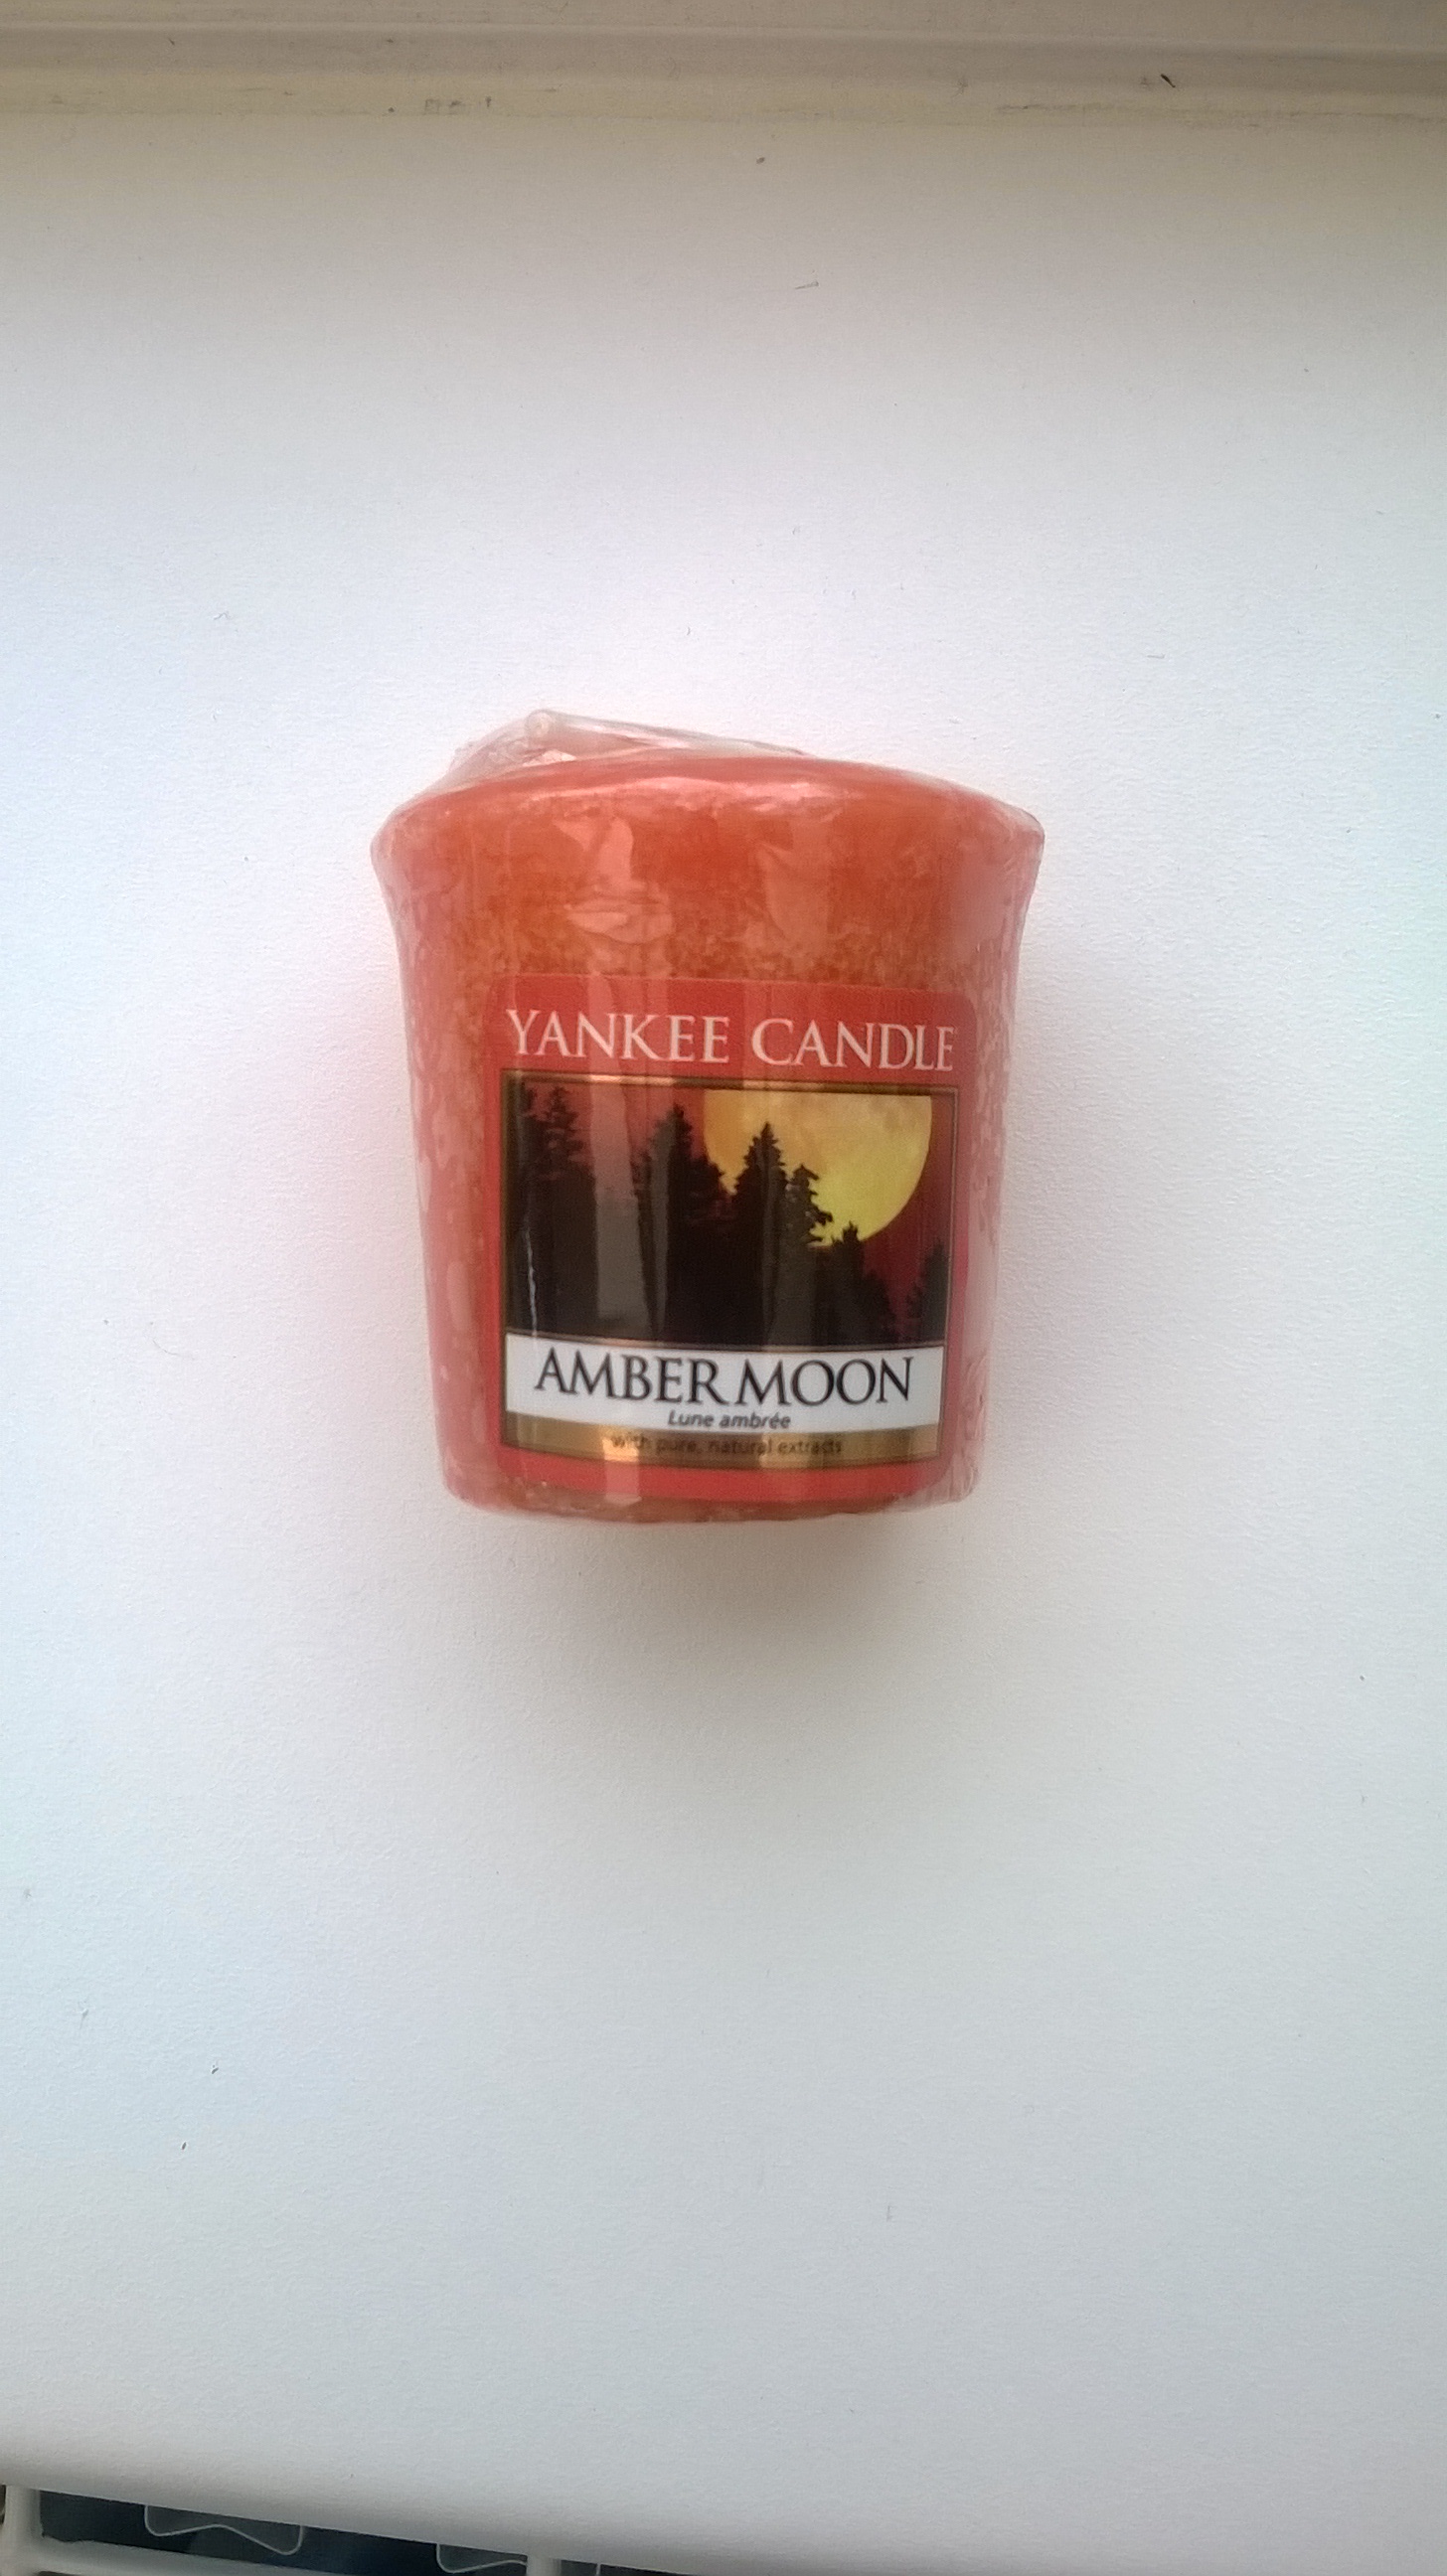 YANKEE CANDLE
AMBER MOON
Lune ambrée
with pure, natural extracts